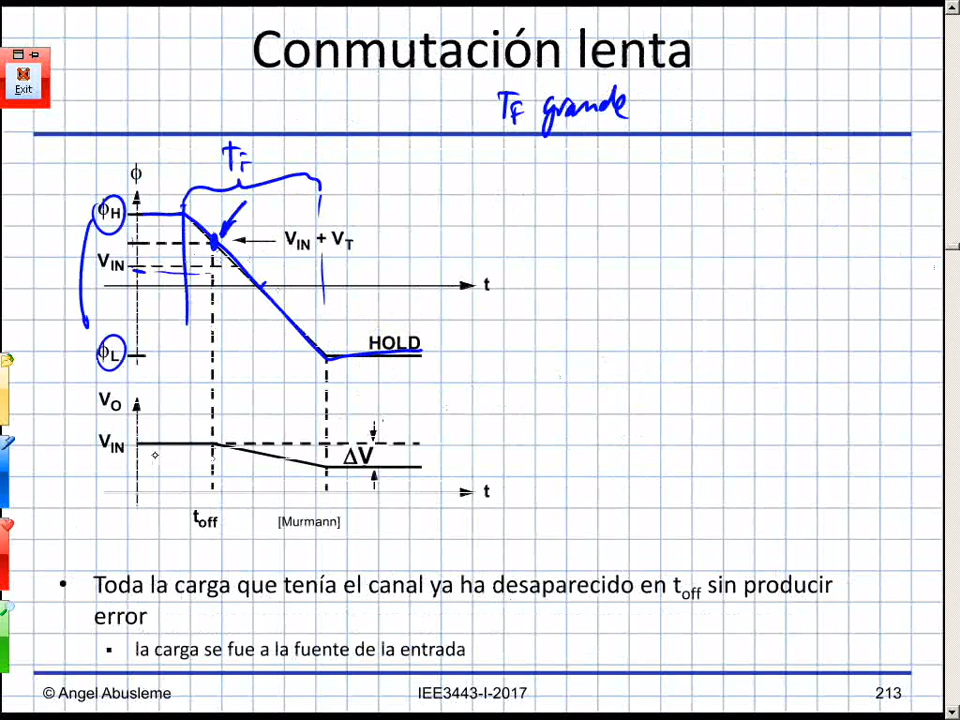 Conmutación lenta
Exit
TF grande
TF
ϕ
ϕH
VIN + VT
VIN
t
HOLD
ϕL
VO
VIN
ΔV
t
toff
[Murmann]
• Toda la carga que tenía el canal ya ha desaparecido en toff sin producir
error
▪ la carga se fue a la fuente de la entrada
© Angel Abusleme
IEE3443-I-2017
213